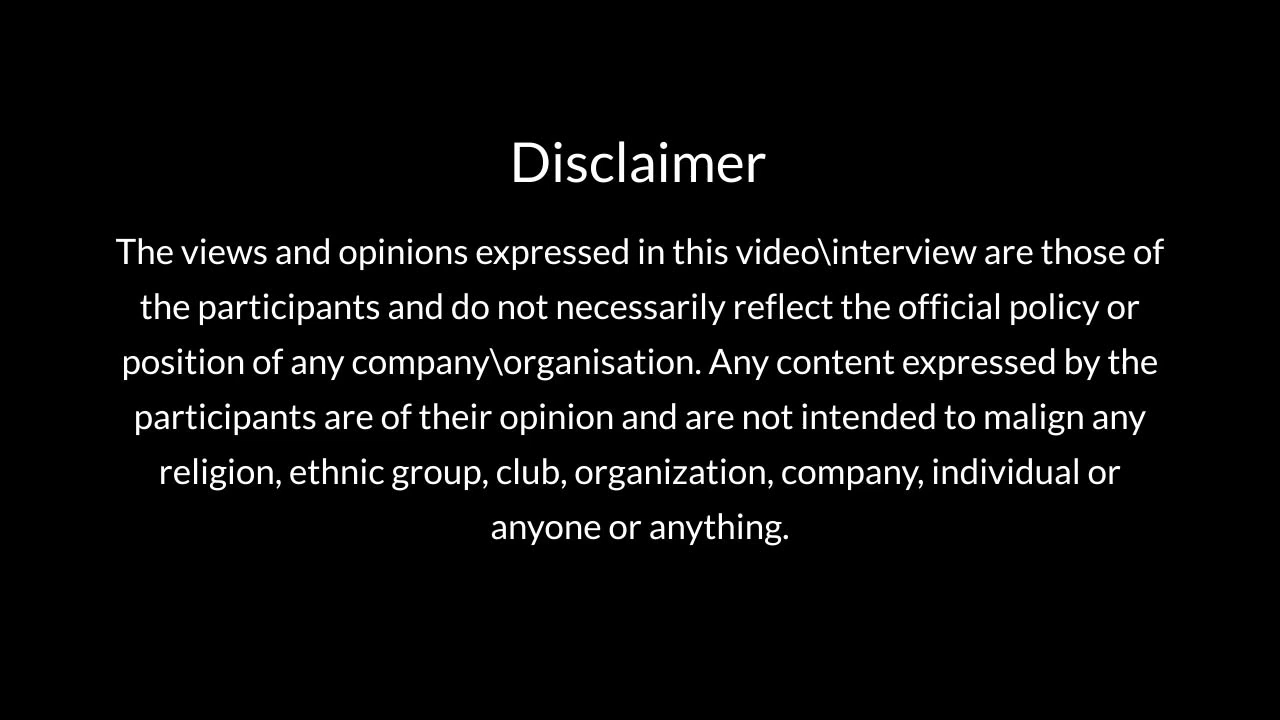 Disclaimer
The views and opinions expressed in this video\interview are those of
the participants and do not necessarily reflect the official policy or
position of any company\organisation. Any content expressed by the
participants are of their opinion and are not intended to malign any
religion, ethnic group, club, organization, company, individual or
anyone or anything.